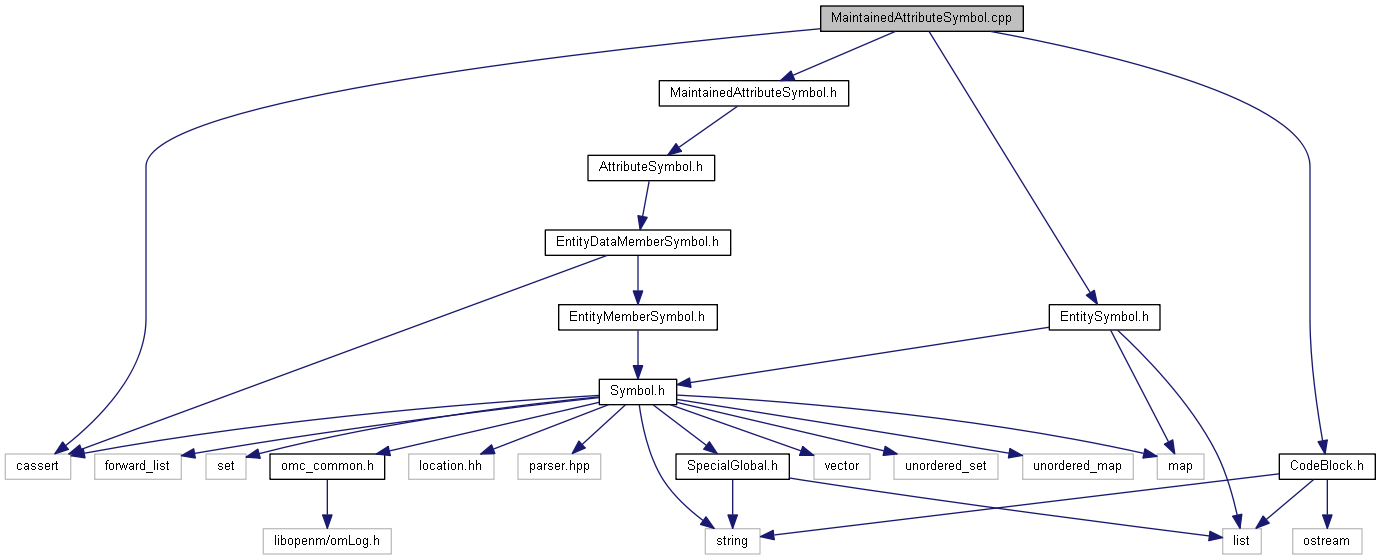 MaintainedAttributeSymbol.cpp
MaintainedAttributeSymbol.h
AttributeSymbol.h
EntityDataMemberSymbol.h
EntityMemberSymbol.h
EntitySymbol.h
Symbol.h
cassert
forward_list
set
omc_common.h
location.hh
parser.hpp
SpecialGlobal.h
vector
unordered_set
unordered_map
map
CodeBlock.h
libopenm/omLog.h
string
list
ostream